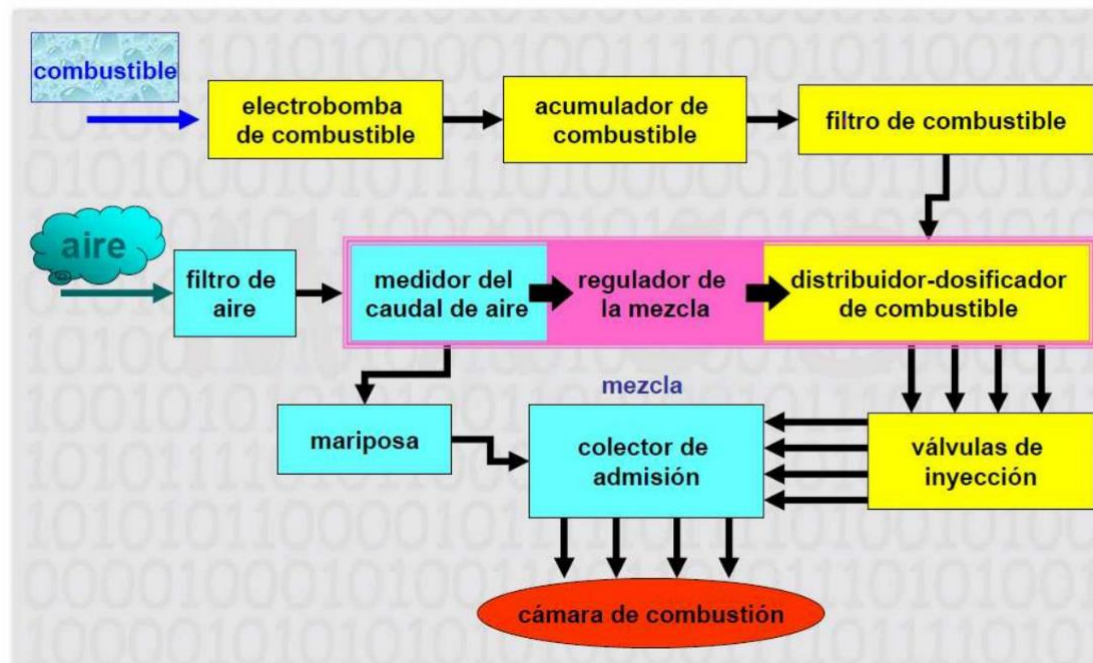 combustible
electrobomba
de combustible
acumulador de
combustible
filtro de combustible
aire
filtro de
aire
medidor del
caudal de aire
regulador de
la mezcla
distribuidor-dosificador
de combustible
mezcla
mariposa
colector de
admisión
válvulas de
inyección
cámara de combustión